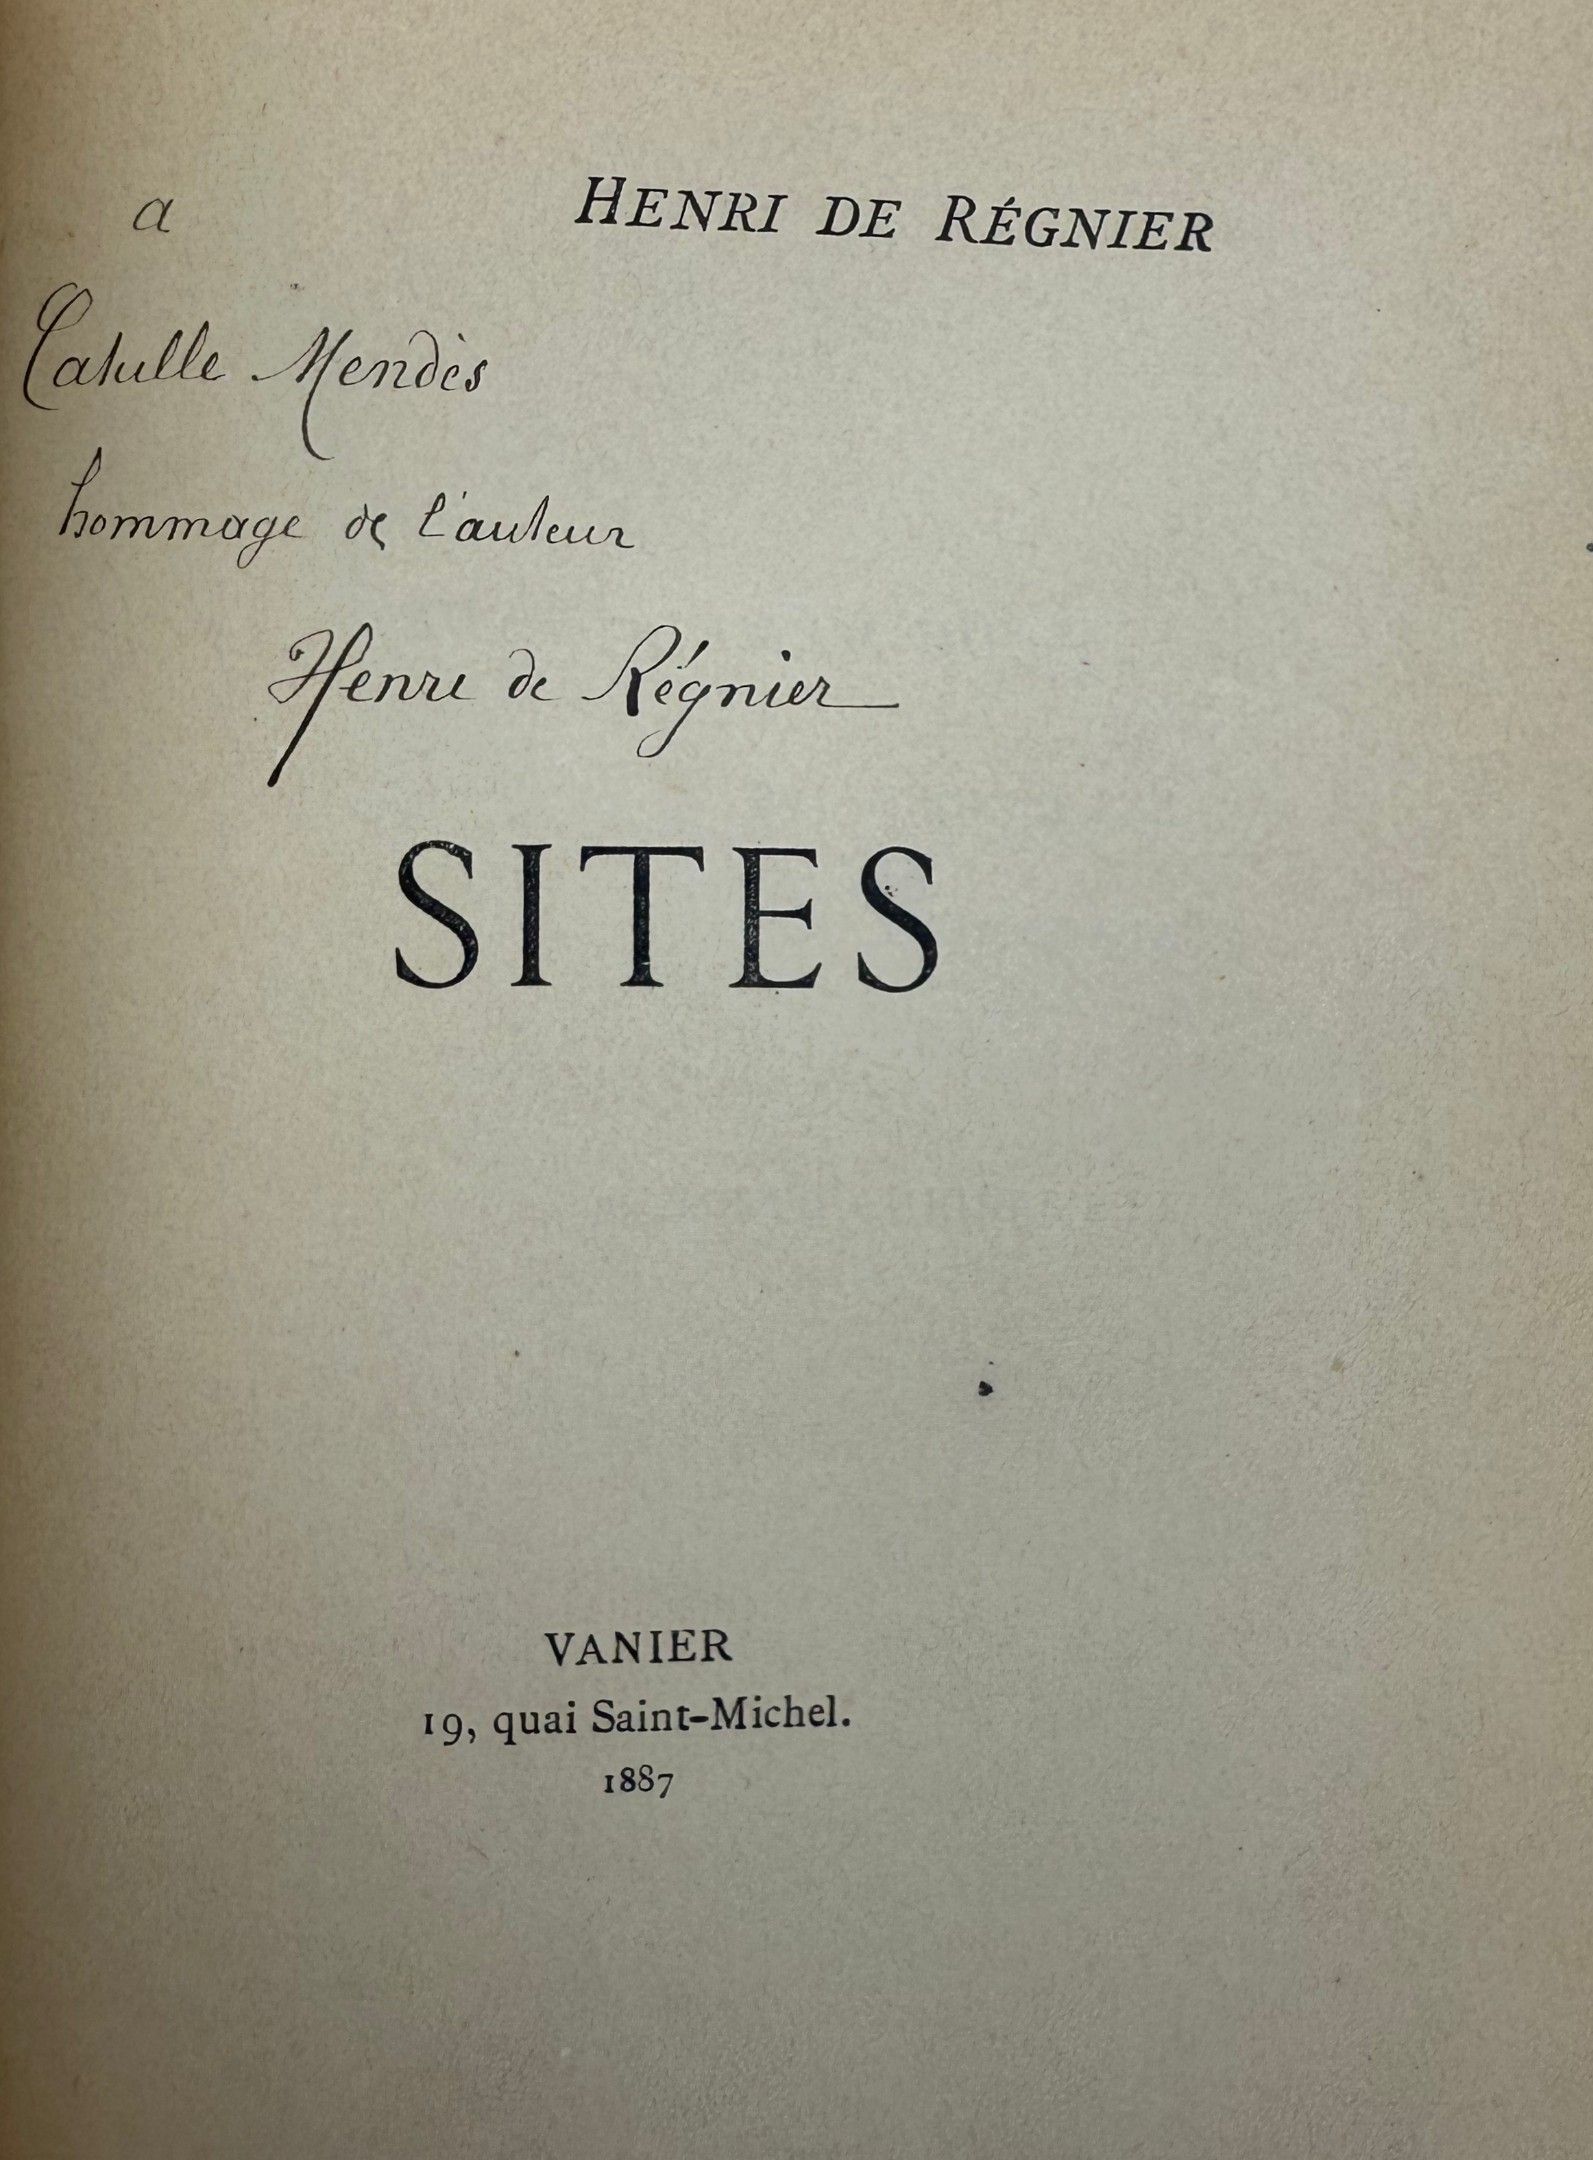 HENRI DE RÉGNIER
a
Catulle Mendès
hommage de l'auteur
Henri de Régnier
SITES
VANIER
19, quai Saint-Michel.
1887